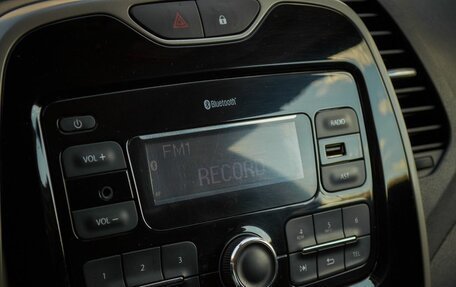 Bluetooth
RADIO
FM1
VOL +
RECORD
AST
VOL −
4 5 6
1 2 3
TEL